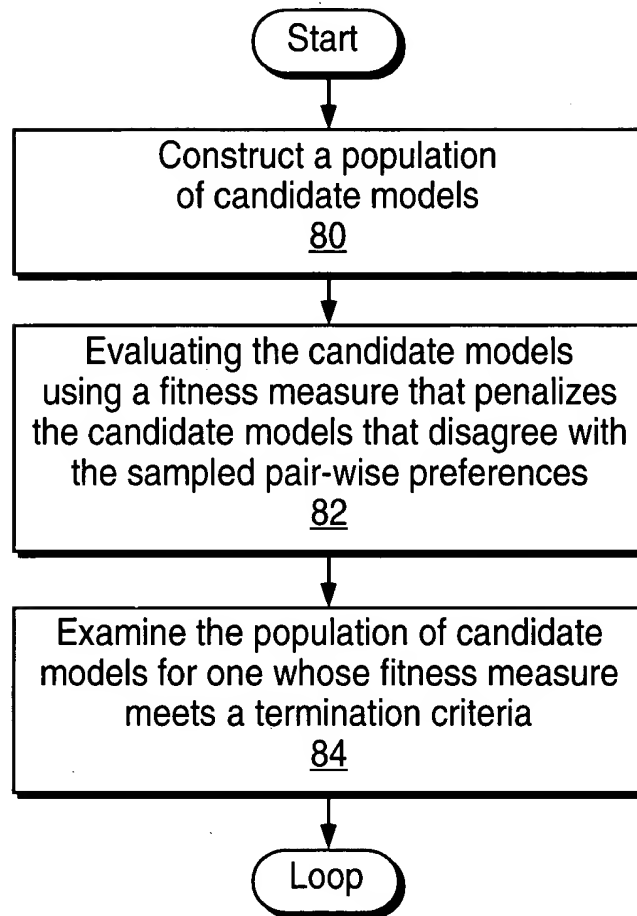 Start
Construct a population
of candidate models
80
Evaluating the candidate models
using a fitness measure that penalizes
the candidate models that disagree with
the sampled pair-wise preferences
82
Examine the population of candidate
models for one whose fitness measure
meets a termination criteria
84
Loop